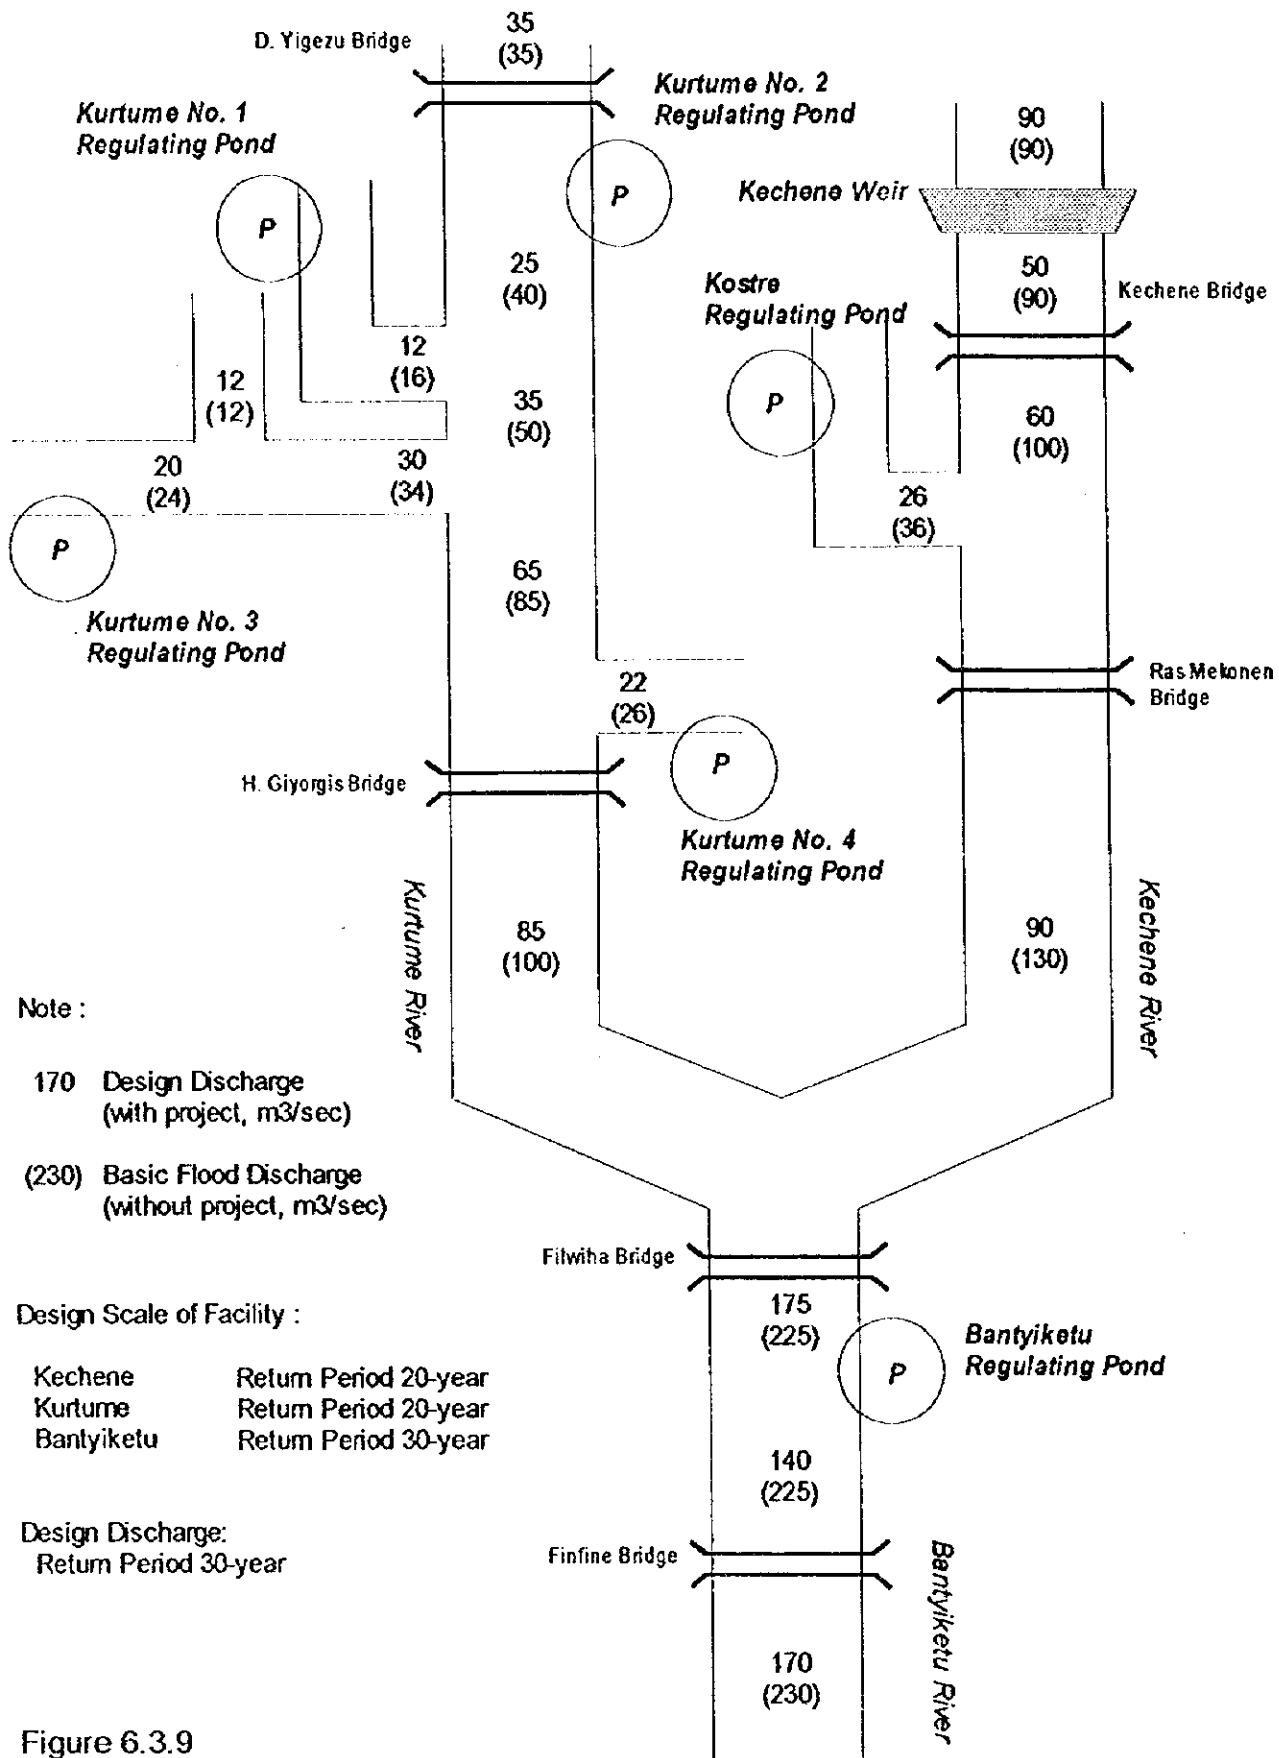 35
(35)
D. Yigezu Bridge
Kurtume No. 1
Regulating Pond
Kurtume No. 2
Regulating Pond
90
(90)
P
P
Kechene Weir
25
(40)
Kostre
Regulating Pond
50
(90)
Kechene Bridge
12
(16)
12
(12)
35
(50)
P
60
(100)
20
(24)
30
(34)
26
(36)
P
65
(85)
Kurtume No. 3
Regulating Pond
22
(26)
Ras Mekonen
Bridge
H. Giyorgis Bridge
P
Kurtume No. 4
Regulating Pond
Kurtume River
85
(100)
90
(130)
Kechene River
Note :
170 Design Discharge
(with project, m3/sec)
(230) Basic Flood Discharge
(without project, m3/sec)
Filwiha Bridge
175
(225)
Bantyiketu
Regulating Pond
P
Design Scale of Facility :
Kechene Return Period 20-year
Kurtume Return Period 20-year
Bantyiketu Return Period 30-year
140
(225)
Design Discharge:
Return Period 30-year
Finfine Bridge
Bantyiketu River
170
(230)
Figure 6.3.9